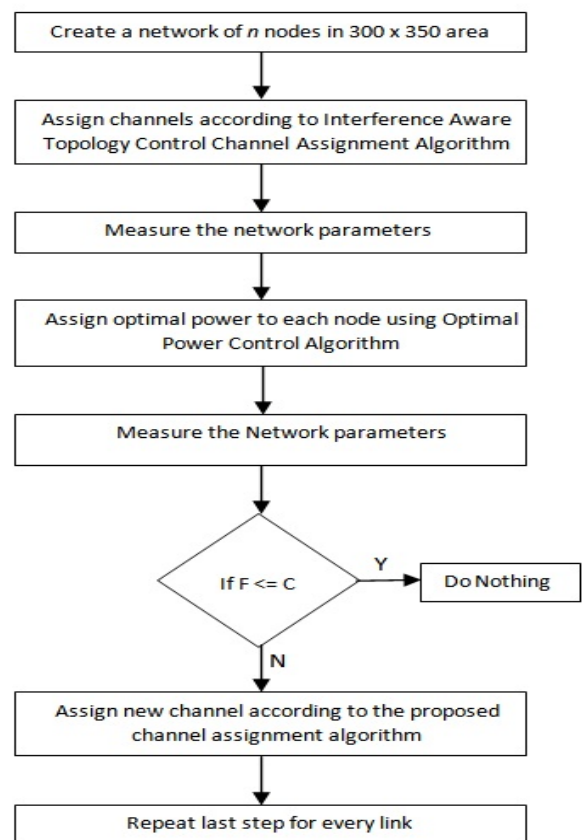 Create a network of n nodes in 300 x 350 area
Assign channels according to Interference Aware
Topology Control Channel Assignment Algorithm
Measure the network parameters
Assign optimal power to each node using Optimal
Power Control Algorithm
Measure the Network parameters
If F <= C
Y
Do Nothing
N
Assign new channel according to the proposed
channel assignment algorithm
Repeat last step for every link